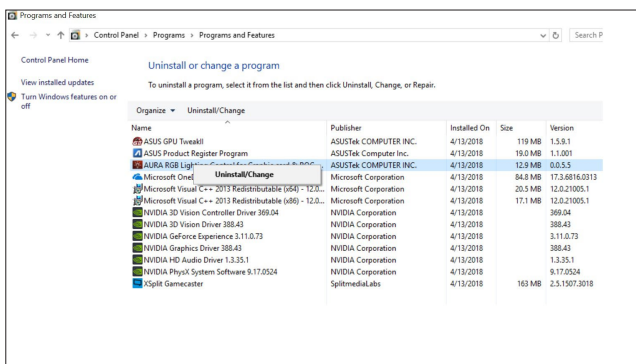 Programs and Features
Control Panel > Programs > Programs and Features
Search P
Control Panel Home
View installed updates
Turn Windows features on or
off
Uninstall or change a program
To uninstall a program, select it from the list and then click Uninstall, Change, or Repair.
Organize Uninstall/Change
Name Publisher Installed On Size Version
ASUS GPU TweakII ASUSTek COMPUTER INC. 4/13/2018 119 MB 1.5.9.1
ASUS Product Register Program ASUSTek Computer Inc. 4/13/2018 19.0 MB 1.1.001
AURA RGB Lighting Control for Graphic card & ROG ... ASUSTek COMPUTER INC. 4/13/2018 12.9 MB 0.0.5.5
Uninstall/Change
Microsoft One Microsoft Corporation 4/13/2018 84.8 MB 17.3.6816.0313
Microsoft Visual C++ 2013 Redistributable (x64) - 12.0... Microsoft Corporation 4/13/2018 20.5 MB 12.0.21005.1
Microsoft Visual C++ 2013 Redistributable (x86) - 12.0... Microsoft Corporation 4/13/2018 17.1 MB 12.0.21005.1
NVIDIA 3D Vision Controller Driver 369.04 NVIDIA Corporation 4/13/2018 369.04
NVIDIA 3D Vision Driver 388.43 NVIDIA Corporation 4/13/2018 388.43
NVIDIA GeForce Experience 3.11.0.73 NVIDIA Corporation 4/13/2018 3.11.0.73
NVIDIA Graphics Driver 388.43 NVIDIA Corporation 4/13/2018 388.43
NVIDIA HD Audio Driver 1.3.35.1 NVIDIA Corporation 4/13/2018 1.3.35.1
NVIDIA PhysX System Software 9.17.0524 NVIDIA Corporation 4/13/2018 9.17.0524
XSplit Gamecaster SplitmediaLabs 4/13/2018 163 MB 2.5.1507.3018